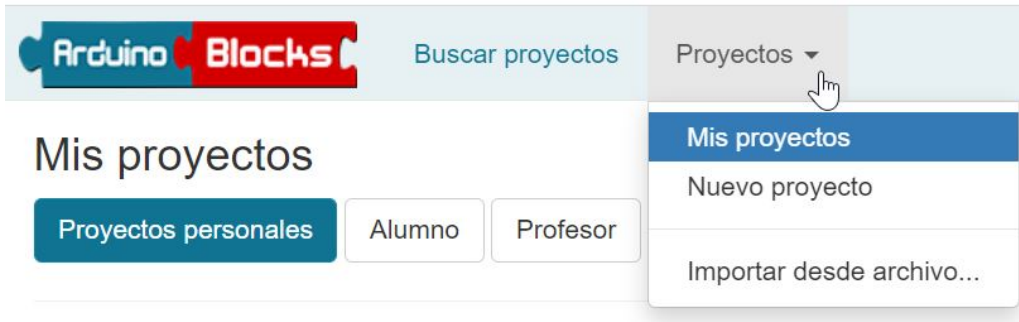 Arduino Blocks
Buscar proyectos
Proyectos
Mis proyectos
Nuevo proyecto
Importar desde archivo...
Mis proyectos
Proyectos personales
Alumno
Profesor